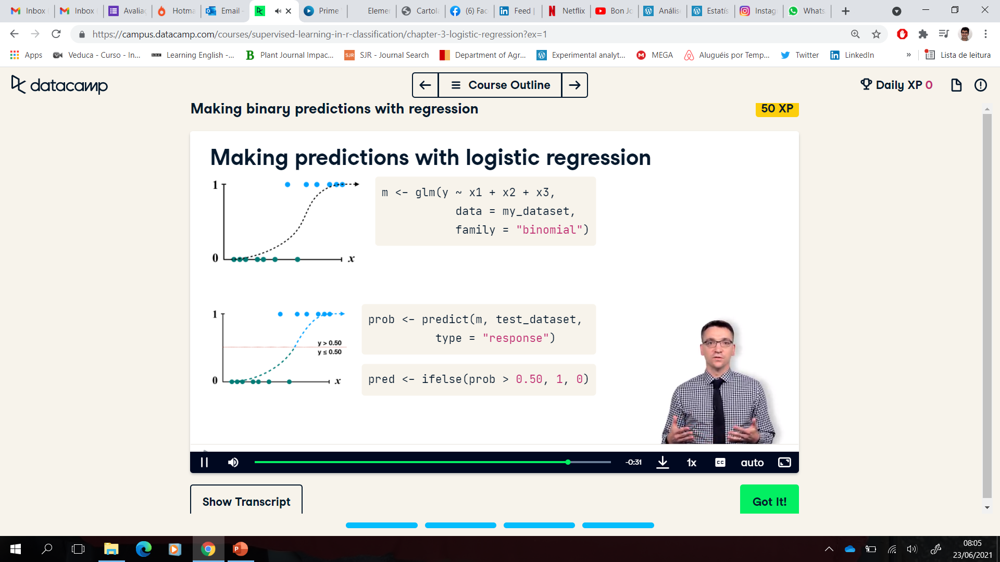 Inbox
Inbox
Avalia
Hotma
Email -
Prime
Elemer
Cartola
(6) Fac
Feed |
Netflix
Bon Jo
Análise
Estatís
Instag
Whats
https://campus.datacamp.com/courses/supervised-learning-in-r-classification/chapter-3-logistic-regression?ex=1
Apps
Veduca - Curso - In...
BBC
Learning English -...
B
Plant Journal Impac...
SJR
SJR - Journal Search
Department of Agr...
Experimental analyt...
MEGA
Aluguéis por Temp...
Twitter
LinkedIn
»
Lista de leitura
datacamp
Course Outline
Daily XP 0
Making binary predictions with regression
50 XP
Making predictions with logistic regression
1
0
x
m <- glm(y ~ x1 + x2 + x3,
data = my_dataset,
family = "binomial")
1
y > 0.50
y ≤ 0.50
0
x
prob <- predict(m, test_dataset,
type = "response")
pred <- ifelse(prob > 0.50, 1, 0)
-0:31
1x
CC
auto
Show Transcript
Got It!
08:05
23/06/2021